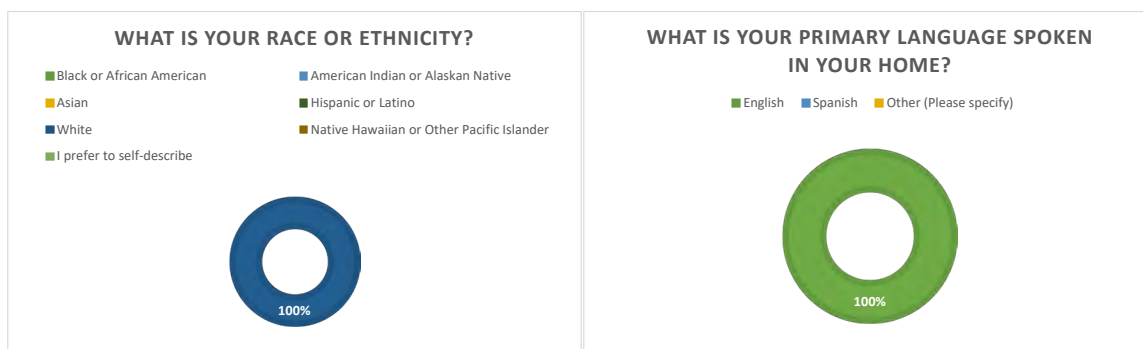 WHAT IS YOUR RACE OR ETHNICITY?
Black or African American
American Indian or Alaskan Native
Asian
Hispanic or Latino
White
Native Hawaiian or Other Pacific Islander
I prefer to self-describe
100%
WHAT IS YOUR PRIMARY LANGUAGE SPOKEN
IN YOUR HOME?
English Spanish Other (Please specify)
100%